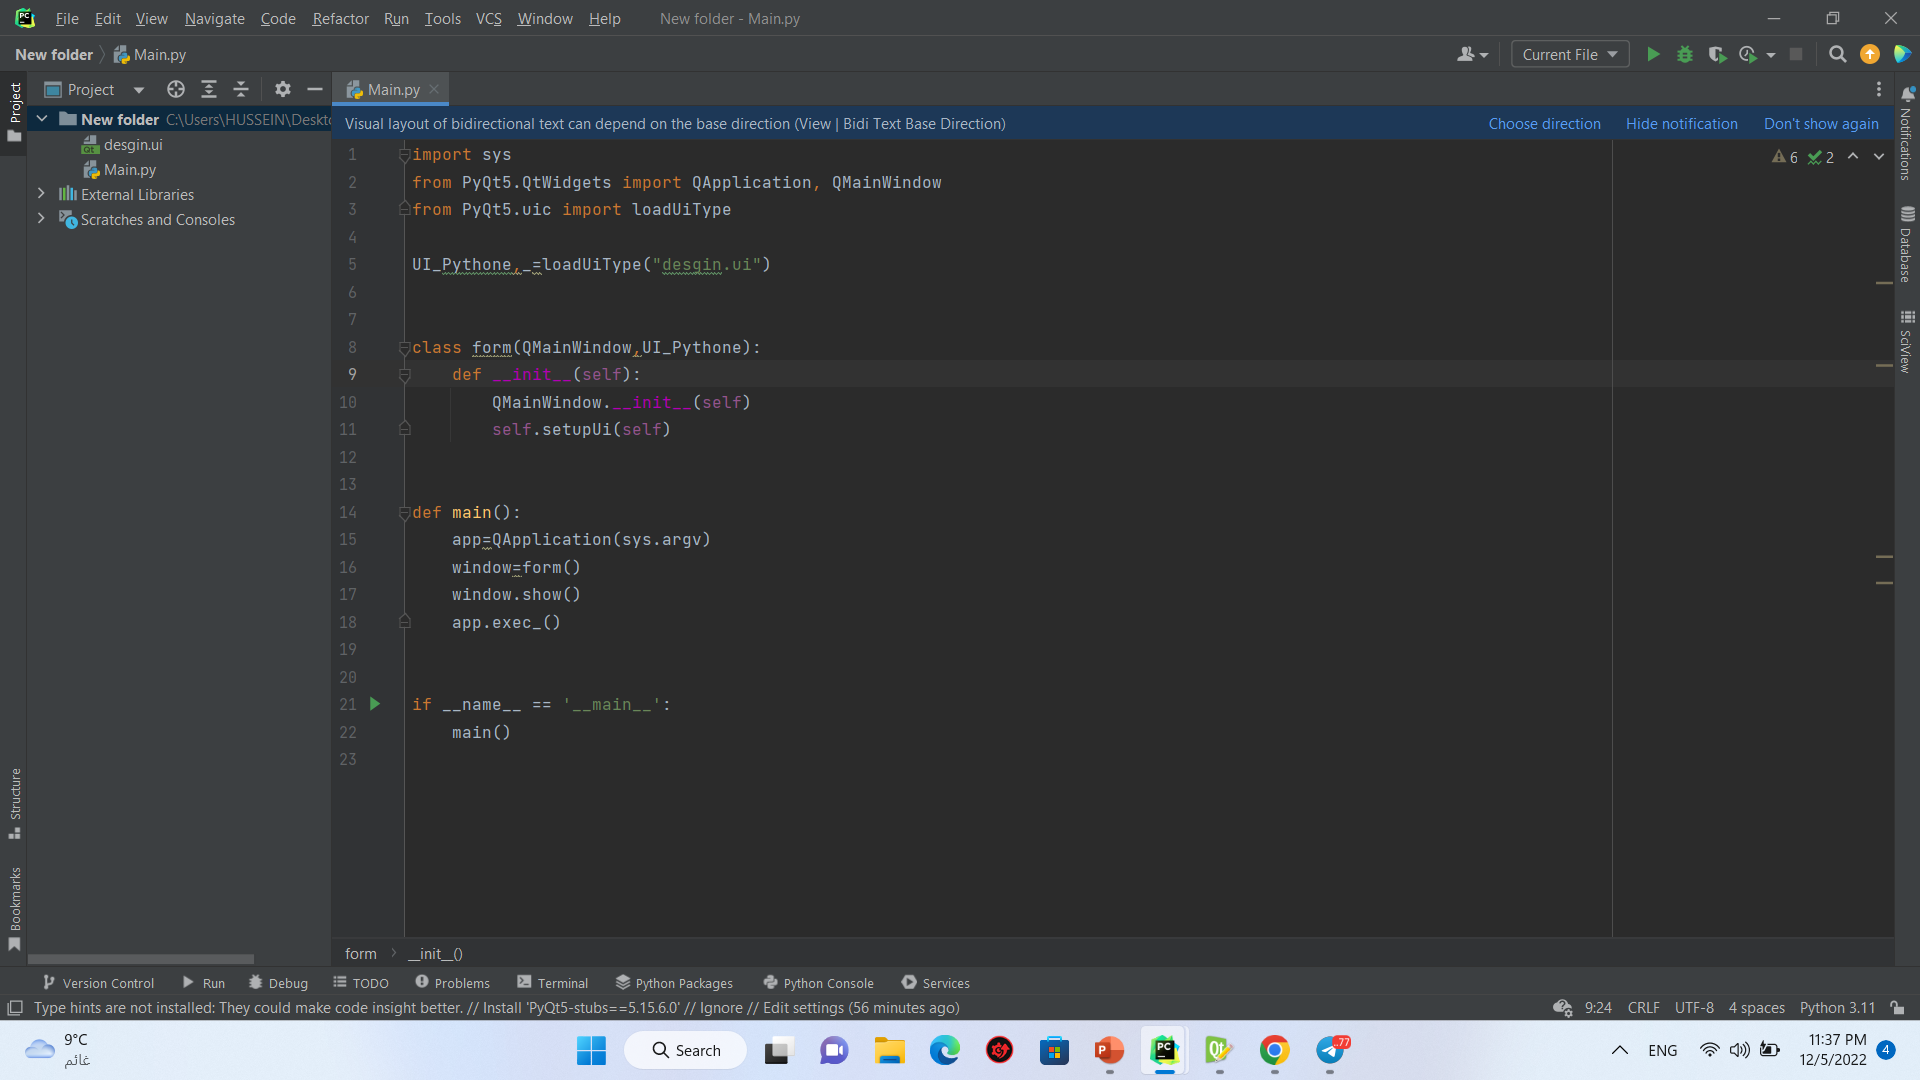 File Edit View Navigate Code Refactor Run Tools VCS Window Help New folder - Main.py
New folder Main.py Current File
Project
Main.py
Visual layout of bidirectional text can depend on the base direction (View | Bidi Text Base Direction) Choose direction Hide notification Don't show again
Project
New folder C:\Users\HUSSEIN\Deskto
desgin.ui
Main.py
External Libraries
Scratches and Consoles
6 2
1 import sys
2 from PyQt5.QtWidgets import QApplication, QMainWindow
3 from PyQt5.uic import loadUiType
4
5 UI_Pythone,_=loadUiType("desgin.ui")
6
7
8 class form(QMainWindow,UI_Pythone):
9 def __init__(self):
10 QMainWindow.__init__(self)
11 self.setupUi(self)
12
13
14 def main():
15 app=QApplication(sys.argv)
16 window=form()
17 window.show()
18 app.exec_()
19
20
21 if __name__ == '__main__':
22 main()
23
Notifications
Database
SciView
Structure
Bookmarks
form __init__()
Version Control Run Debug TODO Problems Terminal Python Packages Python Console Services
Type hints are not installed: They could make code insight better. // Install 'PyQt5-stubs==5.15.6.0' // Ignore // Edit settings (56 minutes ago) 9:24 CRLF UTF-8 4 spaces Python 3.11
9°C
غائم
Search
..77
ENG
11:37 PM
12/5/2022
4